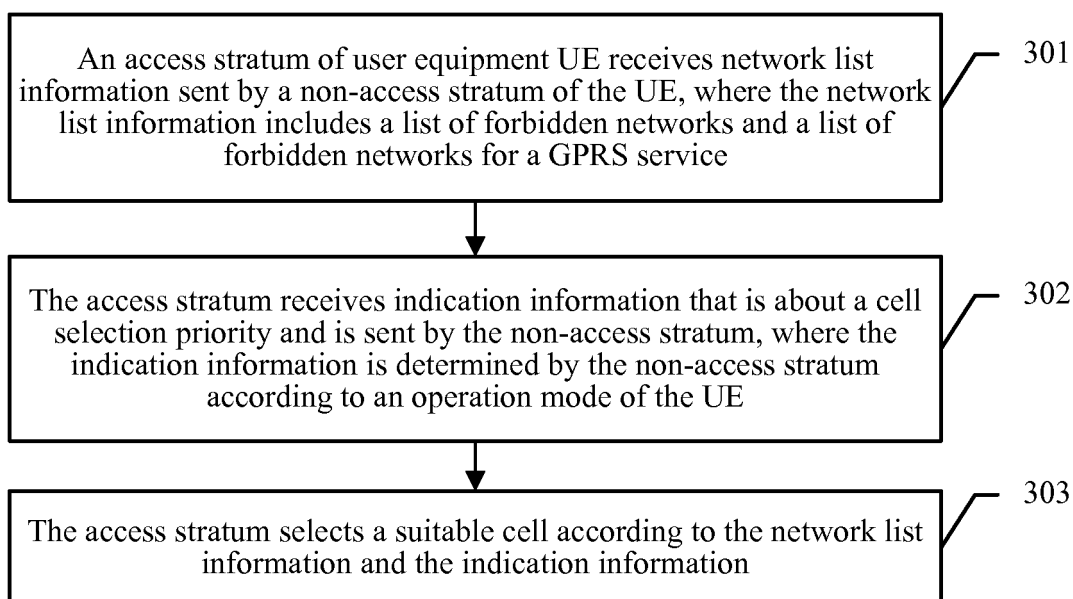 An access stratum of user equipment UE receives network list
information sent by a non-access stratum of the UE, where the network
list information includes a list of forbidden networks and a list of
forbidden networks for a GPRS service
301
The access stratum receives indication information that is about a cell
selection priority and is sent by the non-access stratum, where the
indication information is determined by the non-access stratum
according to an operation mode of the UE
302
The access stratum selects a suitable cell according to the network list
information and the indication information
303